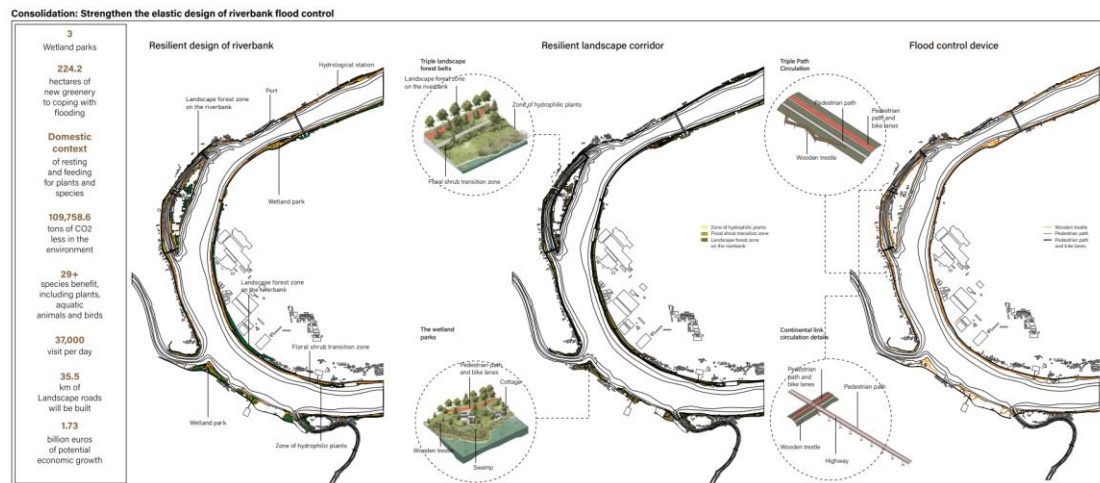 Consolidation: Strengthen the elastic design of riverbank flood control
3
Wetland parks
224.2
hectares of
new greenery
to coping with
flooding
Domestic
context
of resting
and feeding
for plants and
species
109,758.6
tons of CO2
less in the
environment
29+
species benefit,
including plants,
aquatic
animals and birds
37,000
visit per day
35.5
km of
Landscape roads
will be built
1.73
billion euros
of potential
economic growth
Resilient design of riverbank
Hydrological station
Port
Landscape forest zone
on the riverbank
Wetland park
Landscape forest zone
on the riverbank
Floral shrub transition zone
Wetland park
Zone of hydrophilic plants
Resilient landscape corridor
Triple landscape
forest belts
Landscape forest zone
on the riverbank
Zone of hydrophilic plants
Floral shrub transition zone
Zone of hydrophilic plants
Floral shrub transition zone
Landscape forest zone
on the riverbank
The wetland
parks
Pedestrian path
and bike lanes
Cottage
Wooden trestle
Swamp
Flood control device
Triple Path
Circulation
Pedestrian path
Pedestrian
path and
bike lanes
Wooden trestle
Wooden trestle
Pedestrian path
Pedestrian path
and bike lanes
Continental link
circulation details
Pedestrian
path and
bike lanes
Pedestrian path
Wooden trestle
Highway